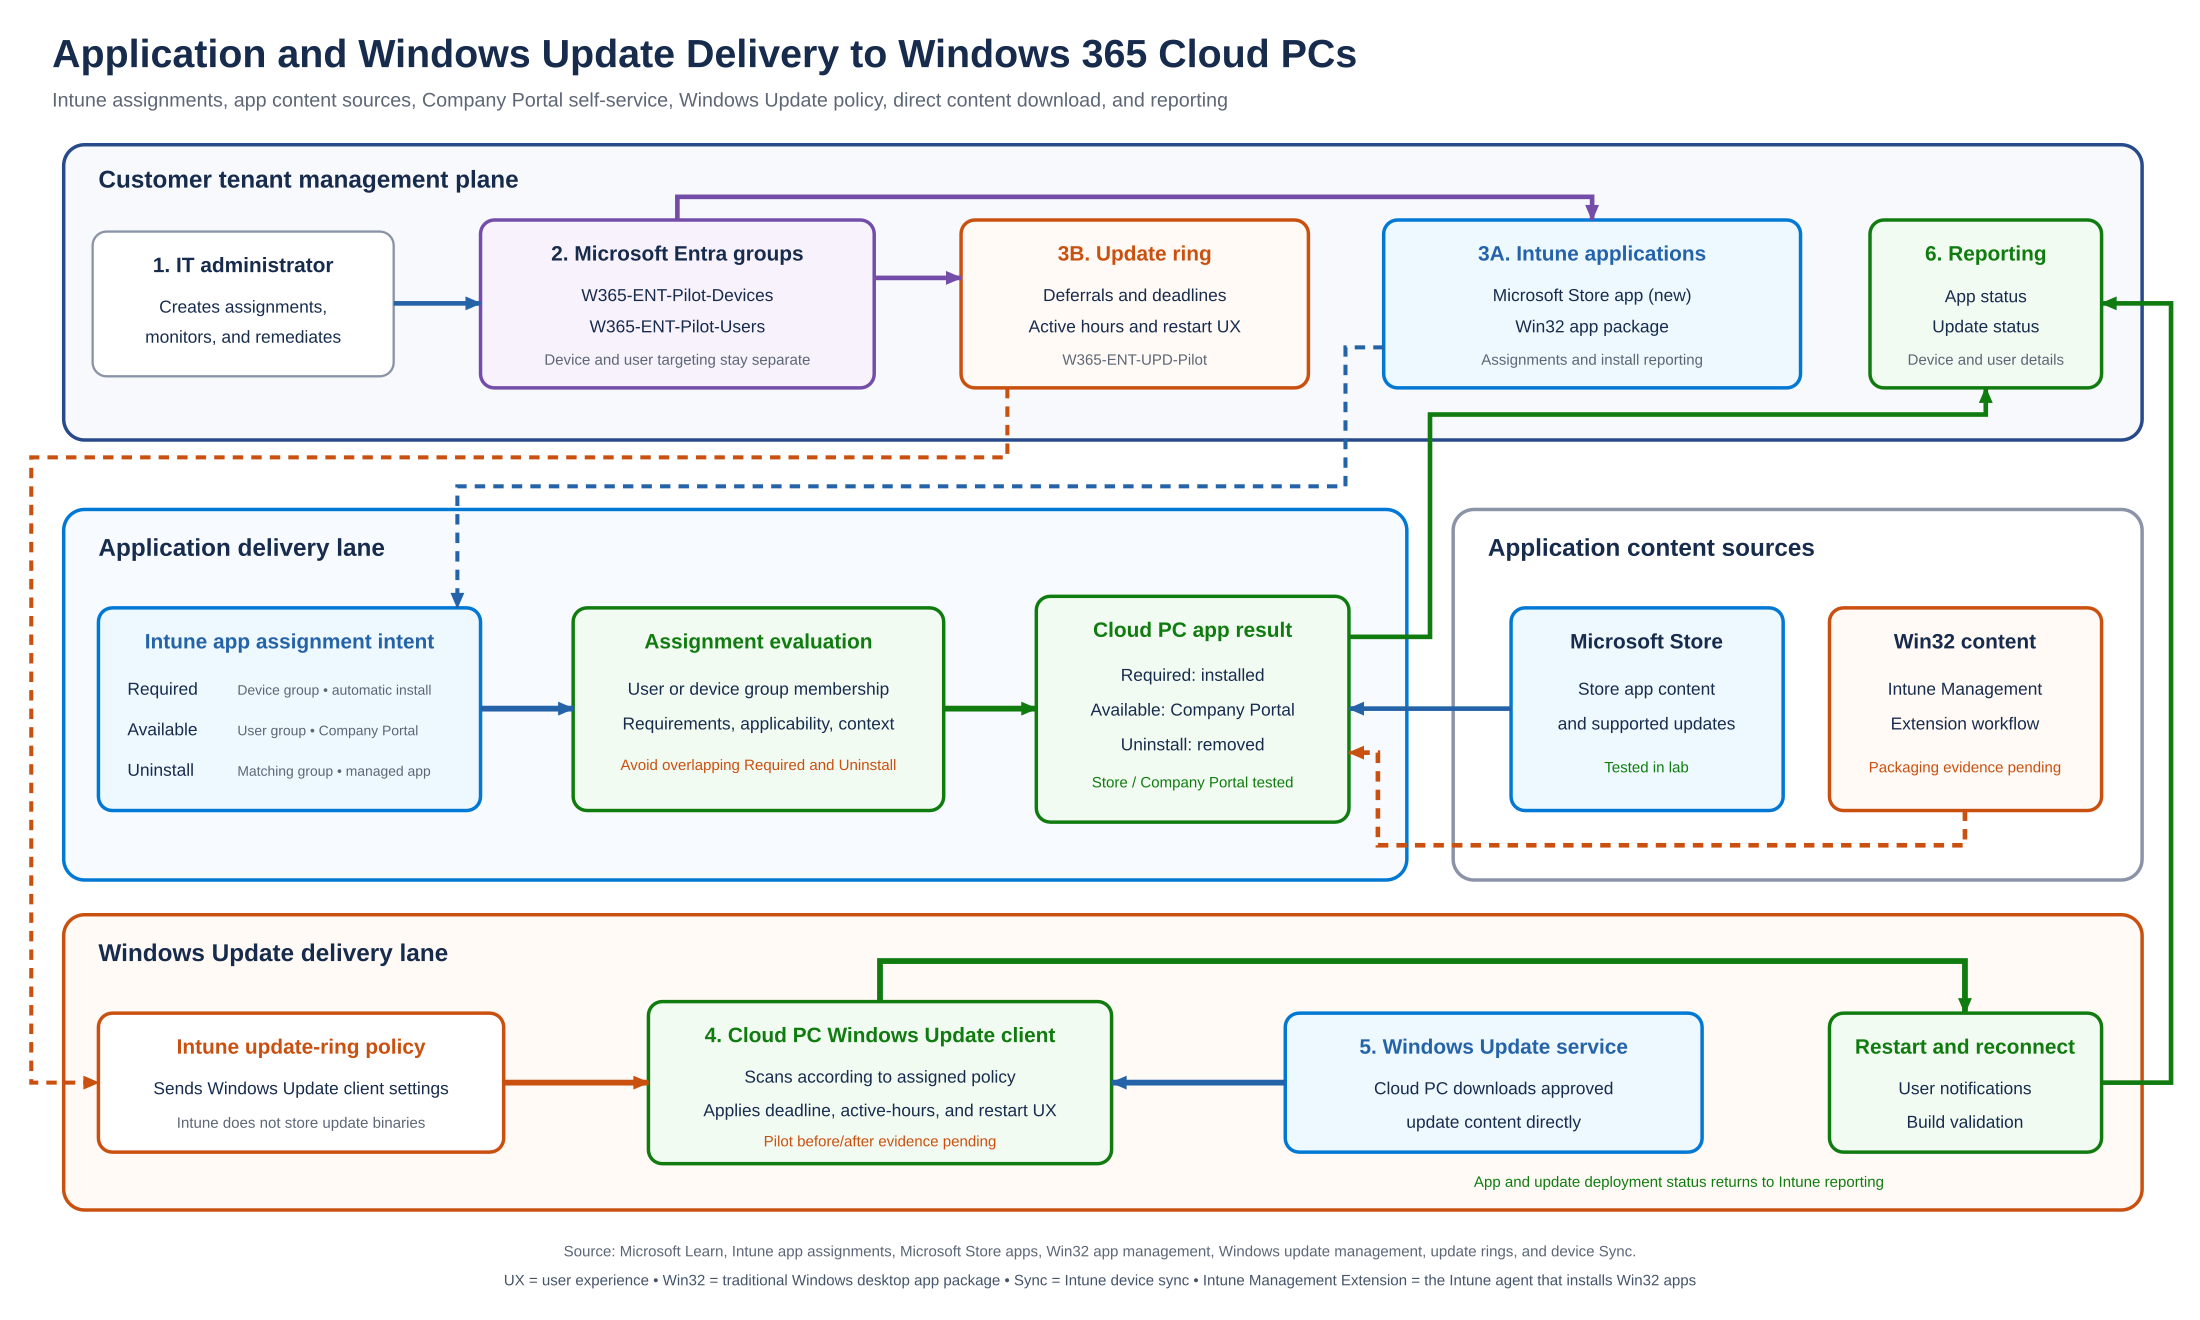 Application and Windows Update Delivery to Windows 365 Cloud PCs
Intune assignments, app content sources, Company Portal self-service, Windows Update policy, direct content download, and reporting
Customer tenant management plane
1. IT administrator
Creates assignments,
monitors, and remediates
2. Microsoft Entra groups
W365-ENT-Pilot-Devices
W365-ENT-Pilot-Users
Device and user targeting stay separate
3B. Update ring
Deferrals and deadlines
Active hours and restart UX
W365-ENT-UPD-Pilot
3A. Intune applications
Microsoft Store app (new)
Win32 app package
Assignments and install reporting
6. Reporting
App status
Update status
Device and user details
Application delivery lane
Intune app assignment intent
Required Device group • automatic install
Available User group • Company Portal
Uninstall Matching group • managed app
Assignment evaluation
User or device group membership
Requirements, applicability, context
Avoid overlapping Required and Uninstall
Cloud PC app result
Required: installed
Available: Company Portal
Uninstall: removed
Store / Company Portal tested
Application content sources
Microsoft Store
Store app content
and supported updates
Tested in lab
Win32 content
Intune Management
Extension workflow
Packaging evidence pending
Windows Update delivery lane
Intune update-ring policy
Sends Windows Update client settings
Intune does not store update binaries
4. Cloud PC Windows Update client
Scans according to assigned policy
Applies deadline, active-hours, and restart UX
Pilot before/after evidence pending
5. Windows Update service
Cloud PC downloads approved
update content directly
Restart and reconnect
User notifications
Build validation
App and update deployment status returns to Intune reporting
Source: Microsoft Learn, Intune app assignments, Microsoft Store apps, Win32 app management, Windows update management, update rings, and device Sync.
UX = user experience • Win32 = traditional Windows desktop app package • Sync = Intune device sync • Intune Management Extension = the Intune agent that installs Win32 apps